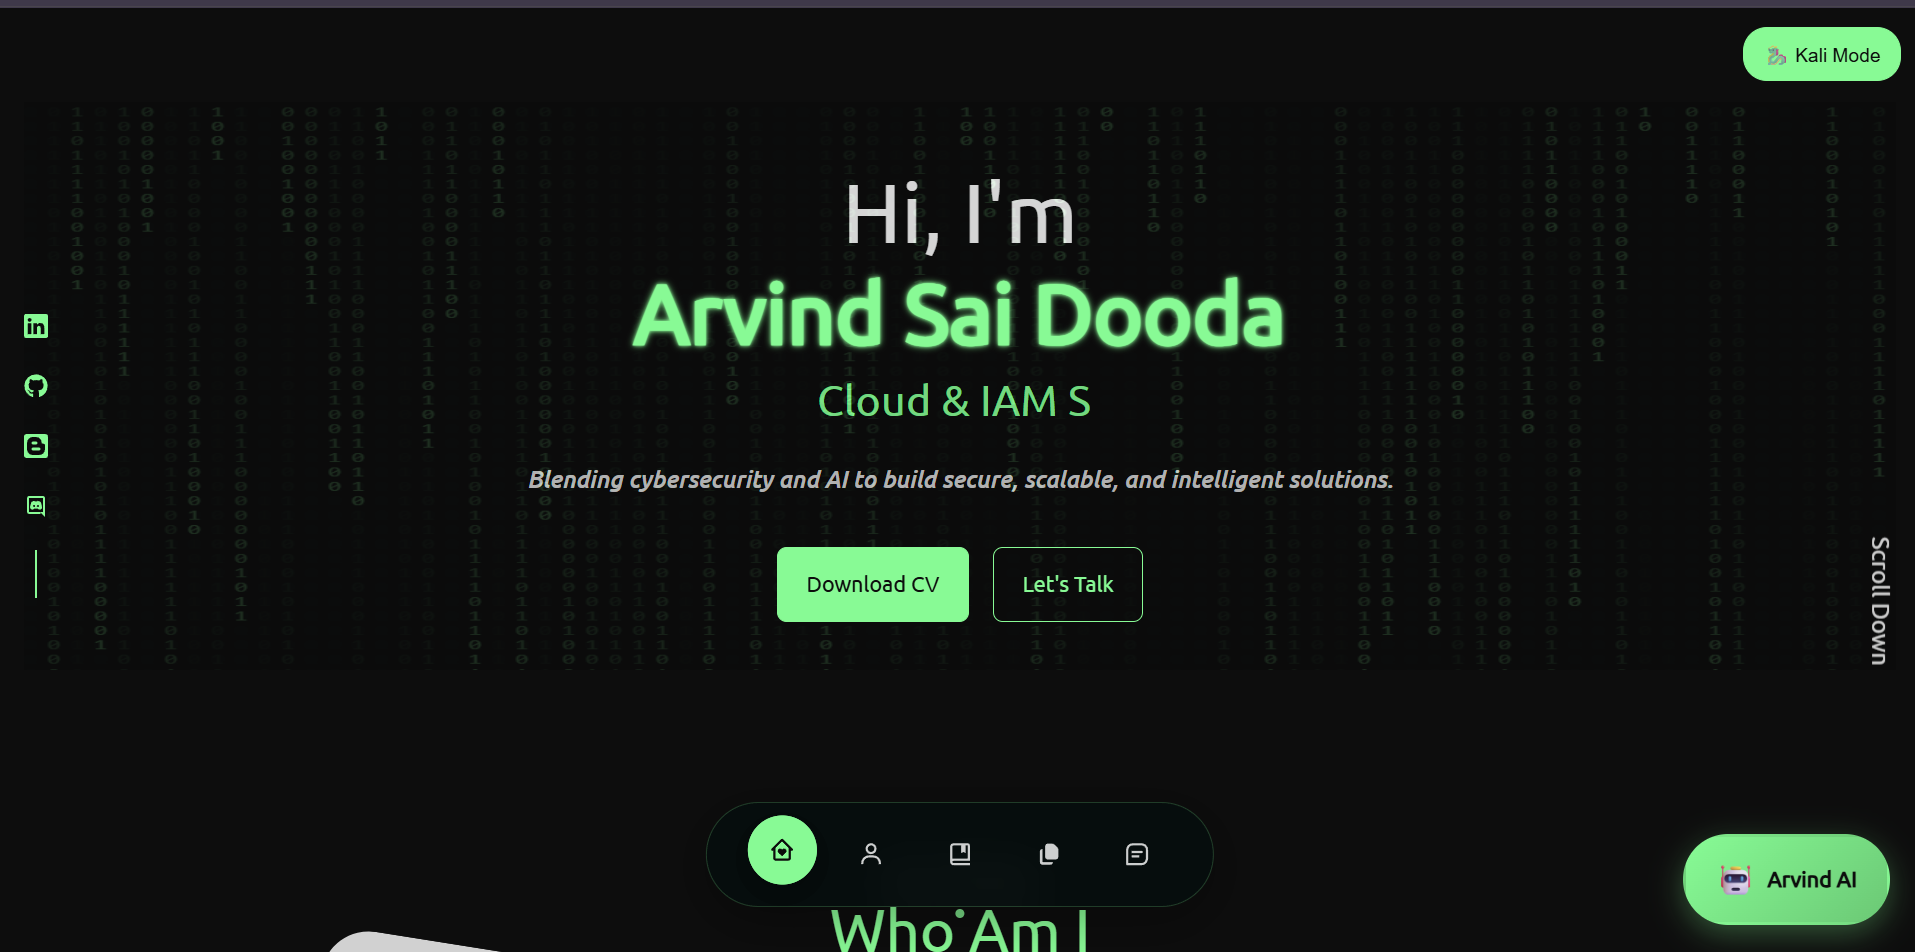 Kali Mode
Hi, I'm
Arvind Sai Dooda
Cloud & IAM S
Blending cybersecurity and AI to build secure, scalable, and intelligent solutions.
Download CV
Let's Talk
Scroll Down
Arvind AI
Who Am I